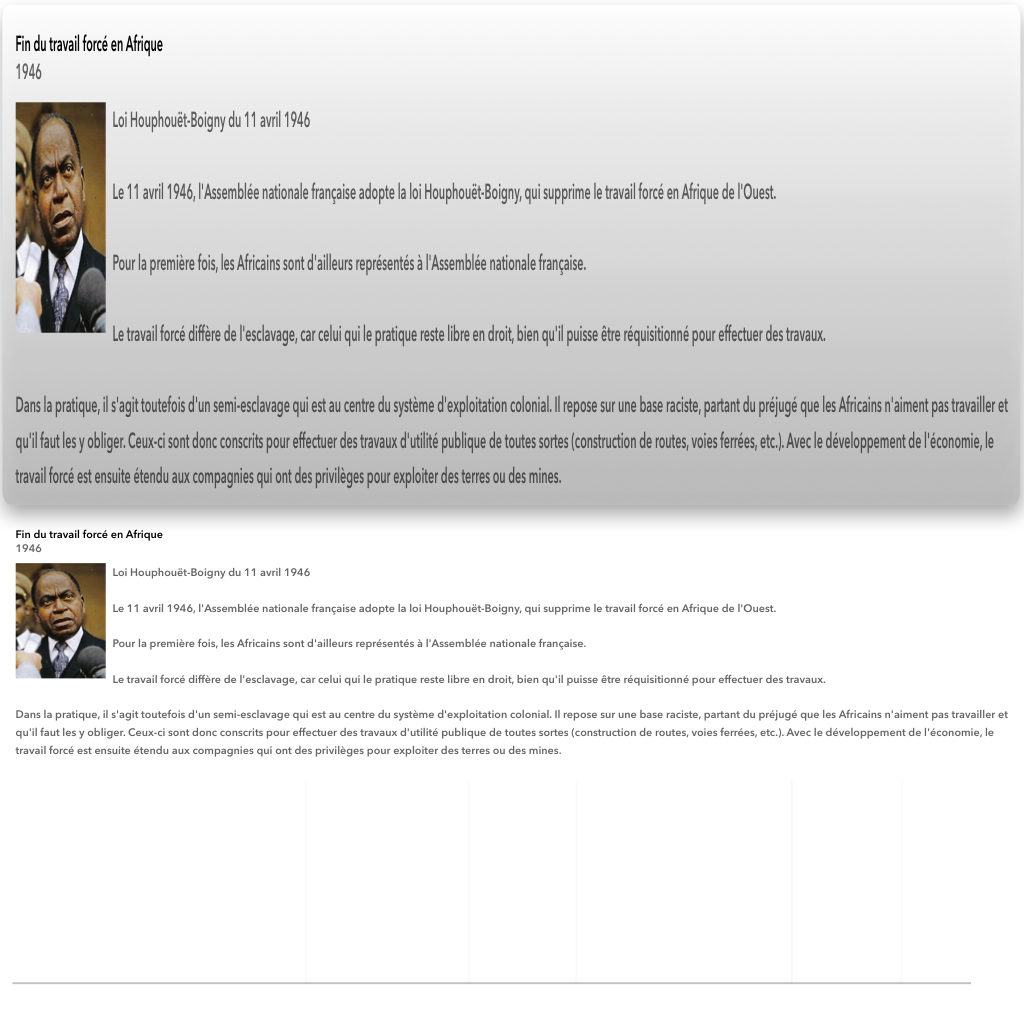 Fin du travail forcé en Afrique
1946
Loi Houphouët-Boigny du 11 avril 1946
Le 11 avril 1946, l'Assemblée nationale française adopte la loi Houphouët-Boigny, qui supprime le travail forcé en Afrique de l'Ouest.
Pour la première fois, les Africains sont d'ailleurs représentés à l'Assemblée nationale française.
Le travail forcé diffère de l'esclavage, car celui qui le pratique reste libre en droit, bien qu'il puisse être réquisitionné pour effectuer des travaux.
Dans la pratique, il s'agit toutefois d'un semi-esclavage qui est au centre du système d'exploitation colonial. Il repose sur une base raciste, partant du préjugé que les Africains n'aiment pas travailler et
qu'il faut les y obliger. Ceux-ci sont donc conscrits pour effectuer des travaux d'utilité publique de toutes sortes (construction de routes, voies ferrées, etc.). Avec le développement de l'économie, le
travail forcé est ensuite étendu aux compagnies qui ont des privilèges pour exploiter des terres ou des mines.
Fin du travail forcé en Afrique
1946
Loi Houphouët-Boigny du 11 avril 1946
Le 11 avril 1946, l'Assemblée nationale française adopte la loi Houphouët-Boigny, qui supprime le travail forcé en Afrique de l'Ouest.
Pour la première fois, les Africains sont d'ailleurs représentés à l'Assemblée nationale française.
Le travail forcé diffère de l'esclavage, car celui qui le pratique reste libre en droit, bien qu'il puisse être réquisitionné pour effectuer des travaux.
Dans la pratique, il s'agit toutefois d'un semi-esclavage qui est au centre du système d'exploitation colonial. Il repose sur une base raciste, partant du préjugé que les Africains n'aiment pas travailler et
qu'il faut les y obliger. Ceux-ci sont donc conscrits pour effectuer des travaux d'utilité publique de toutes sortes (construction de routes, voies ferrées, etc.). Avec le développement de l'économie, le
travail forcé est ensuite étendu aux compagnies qui ont des privilèges pour exploiter des terres ou des mines.